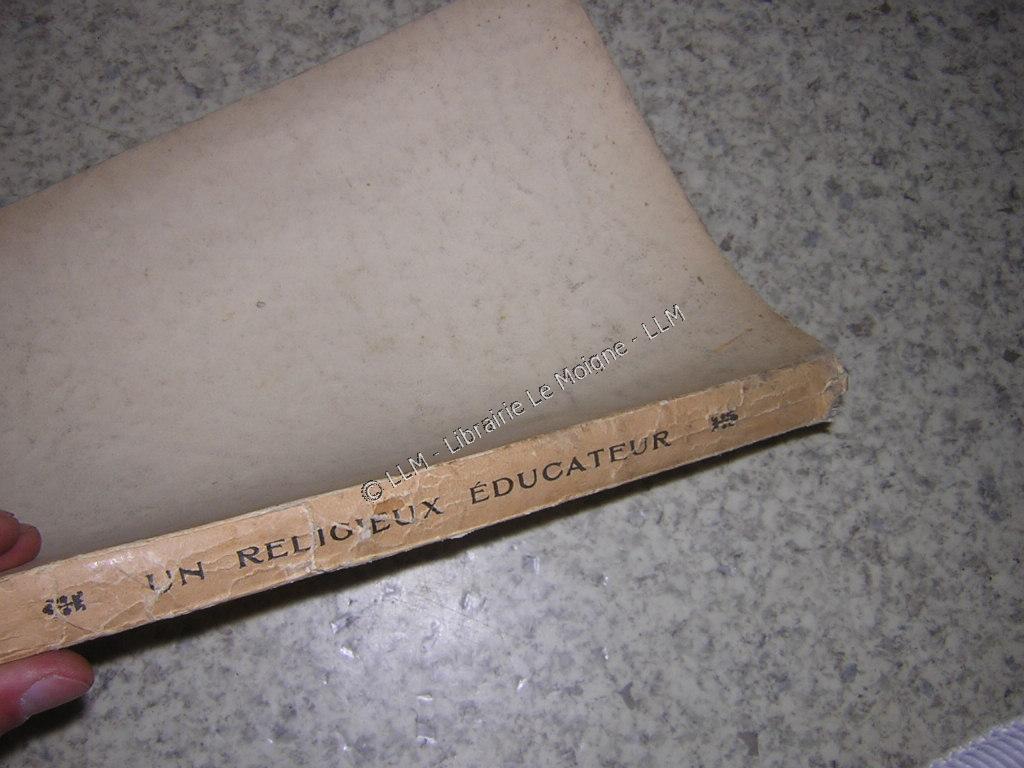 © LLM - Librairie Le Moigne - LLM
UN RELIGIEUX ÉDUCATEUR